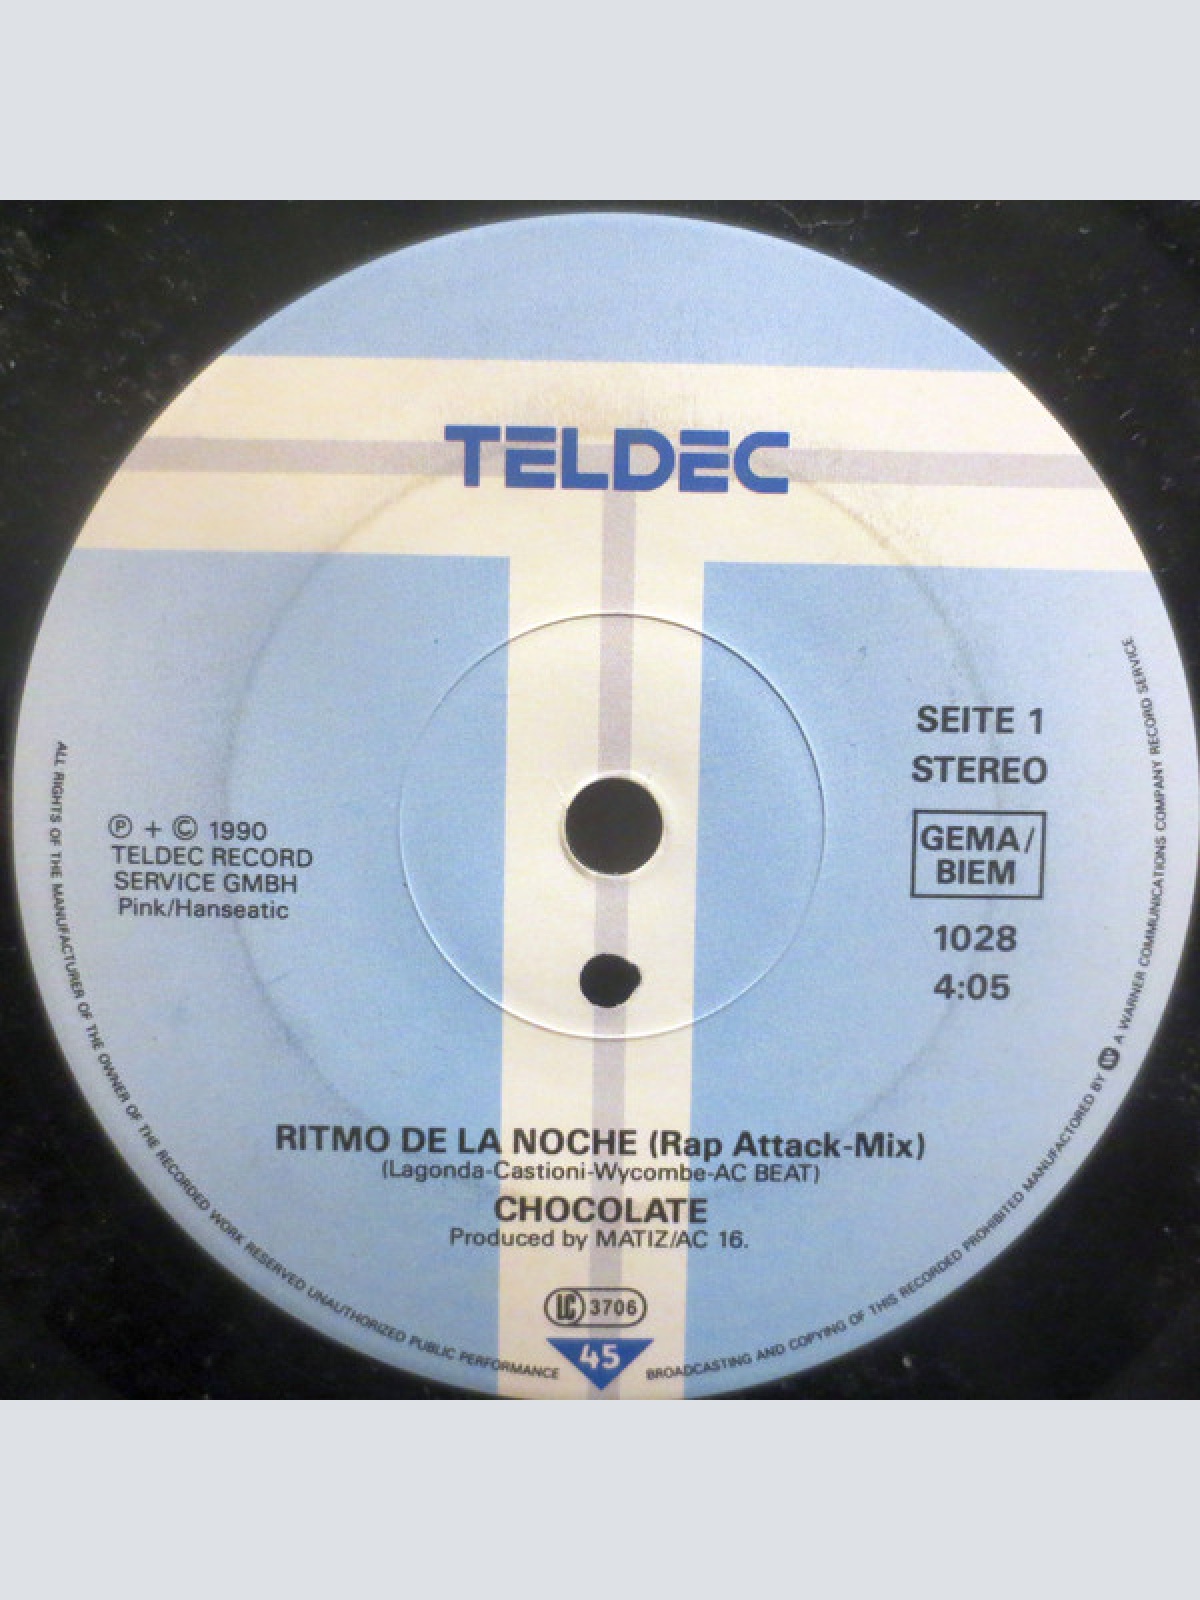 TELDEC
SEITE 1
STEREO
GEMA/
BIEM
1028
4:05
Ⓟ + © 1990
TELDEC RECORD
SERVICE GMBH
Pink/Hanseatic
RITMO DE LA NOCHE (Rap Attack-Mix)
(Lagonda-Castioni-Wycombe-AC BEAT)
CHOCOLATE
Produced by MATIZ/AC 16.
LC 3706
45
ALL RIGHTS OF THE MANUFACTURER OF THE OWNER OF THE RECORDED WORK RESERVED UNAUTHORIZED PUBLIC PERFORMANCE BROADCASTING AND COPYING OF THIS RECORDED PROHIBITED MANUFACTORED BY A WARNER COMMUNICATIONS COMPANY RECORD SERVICE